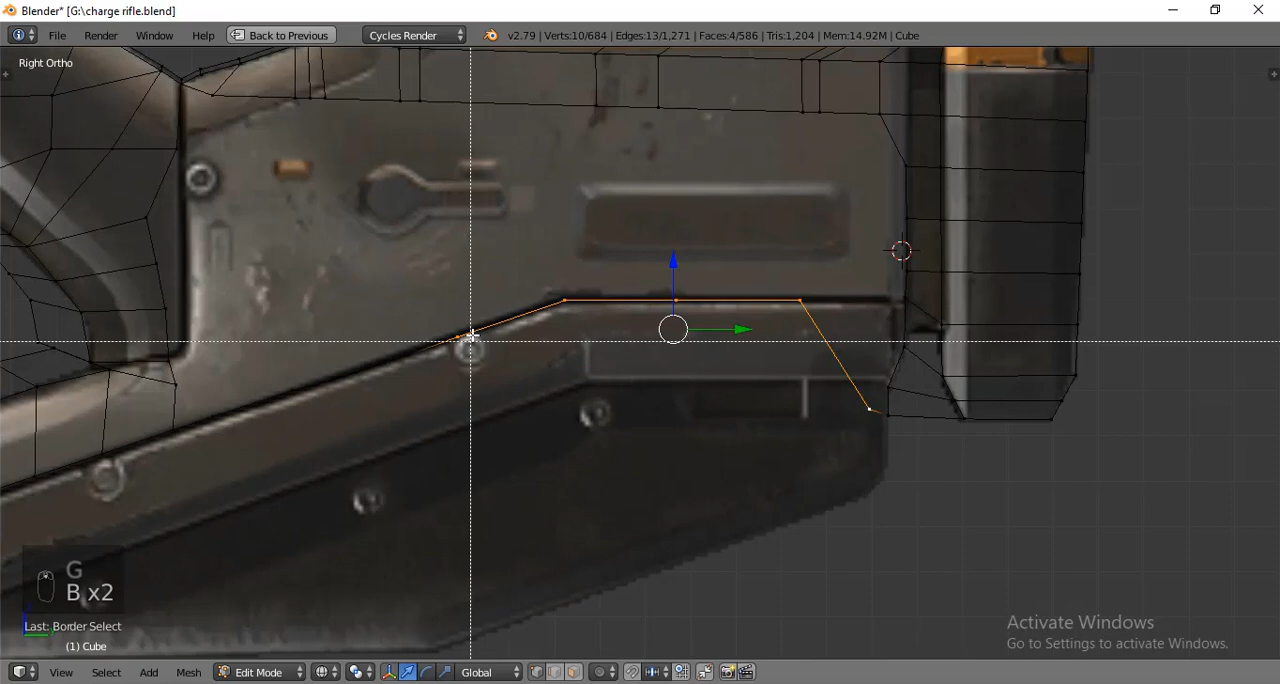 Blender* [G:\charge rifle.blend]
File Render Window Help Back to Previous Cycles Render v2.79 | Verts:10/684 | Edges:13/1,271 | Faces:4/586 | Tris:1,204 | Mem:14.92M | Cube
Right Ortho
G
B x2
Last: Border Select
(1) Cube
Activate Windows
Go to Settings to activate Windows.
View Select Add Mesh Edit Mode Global